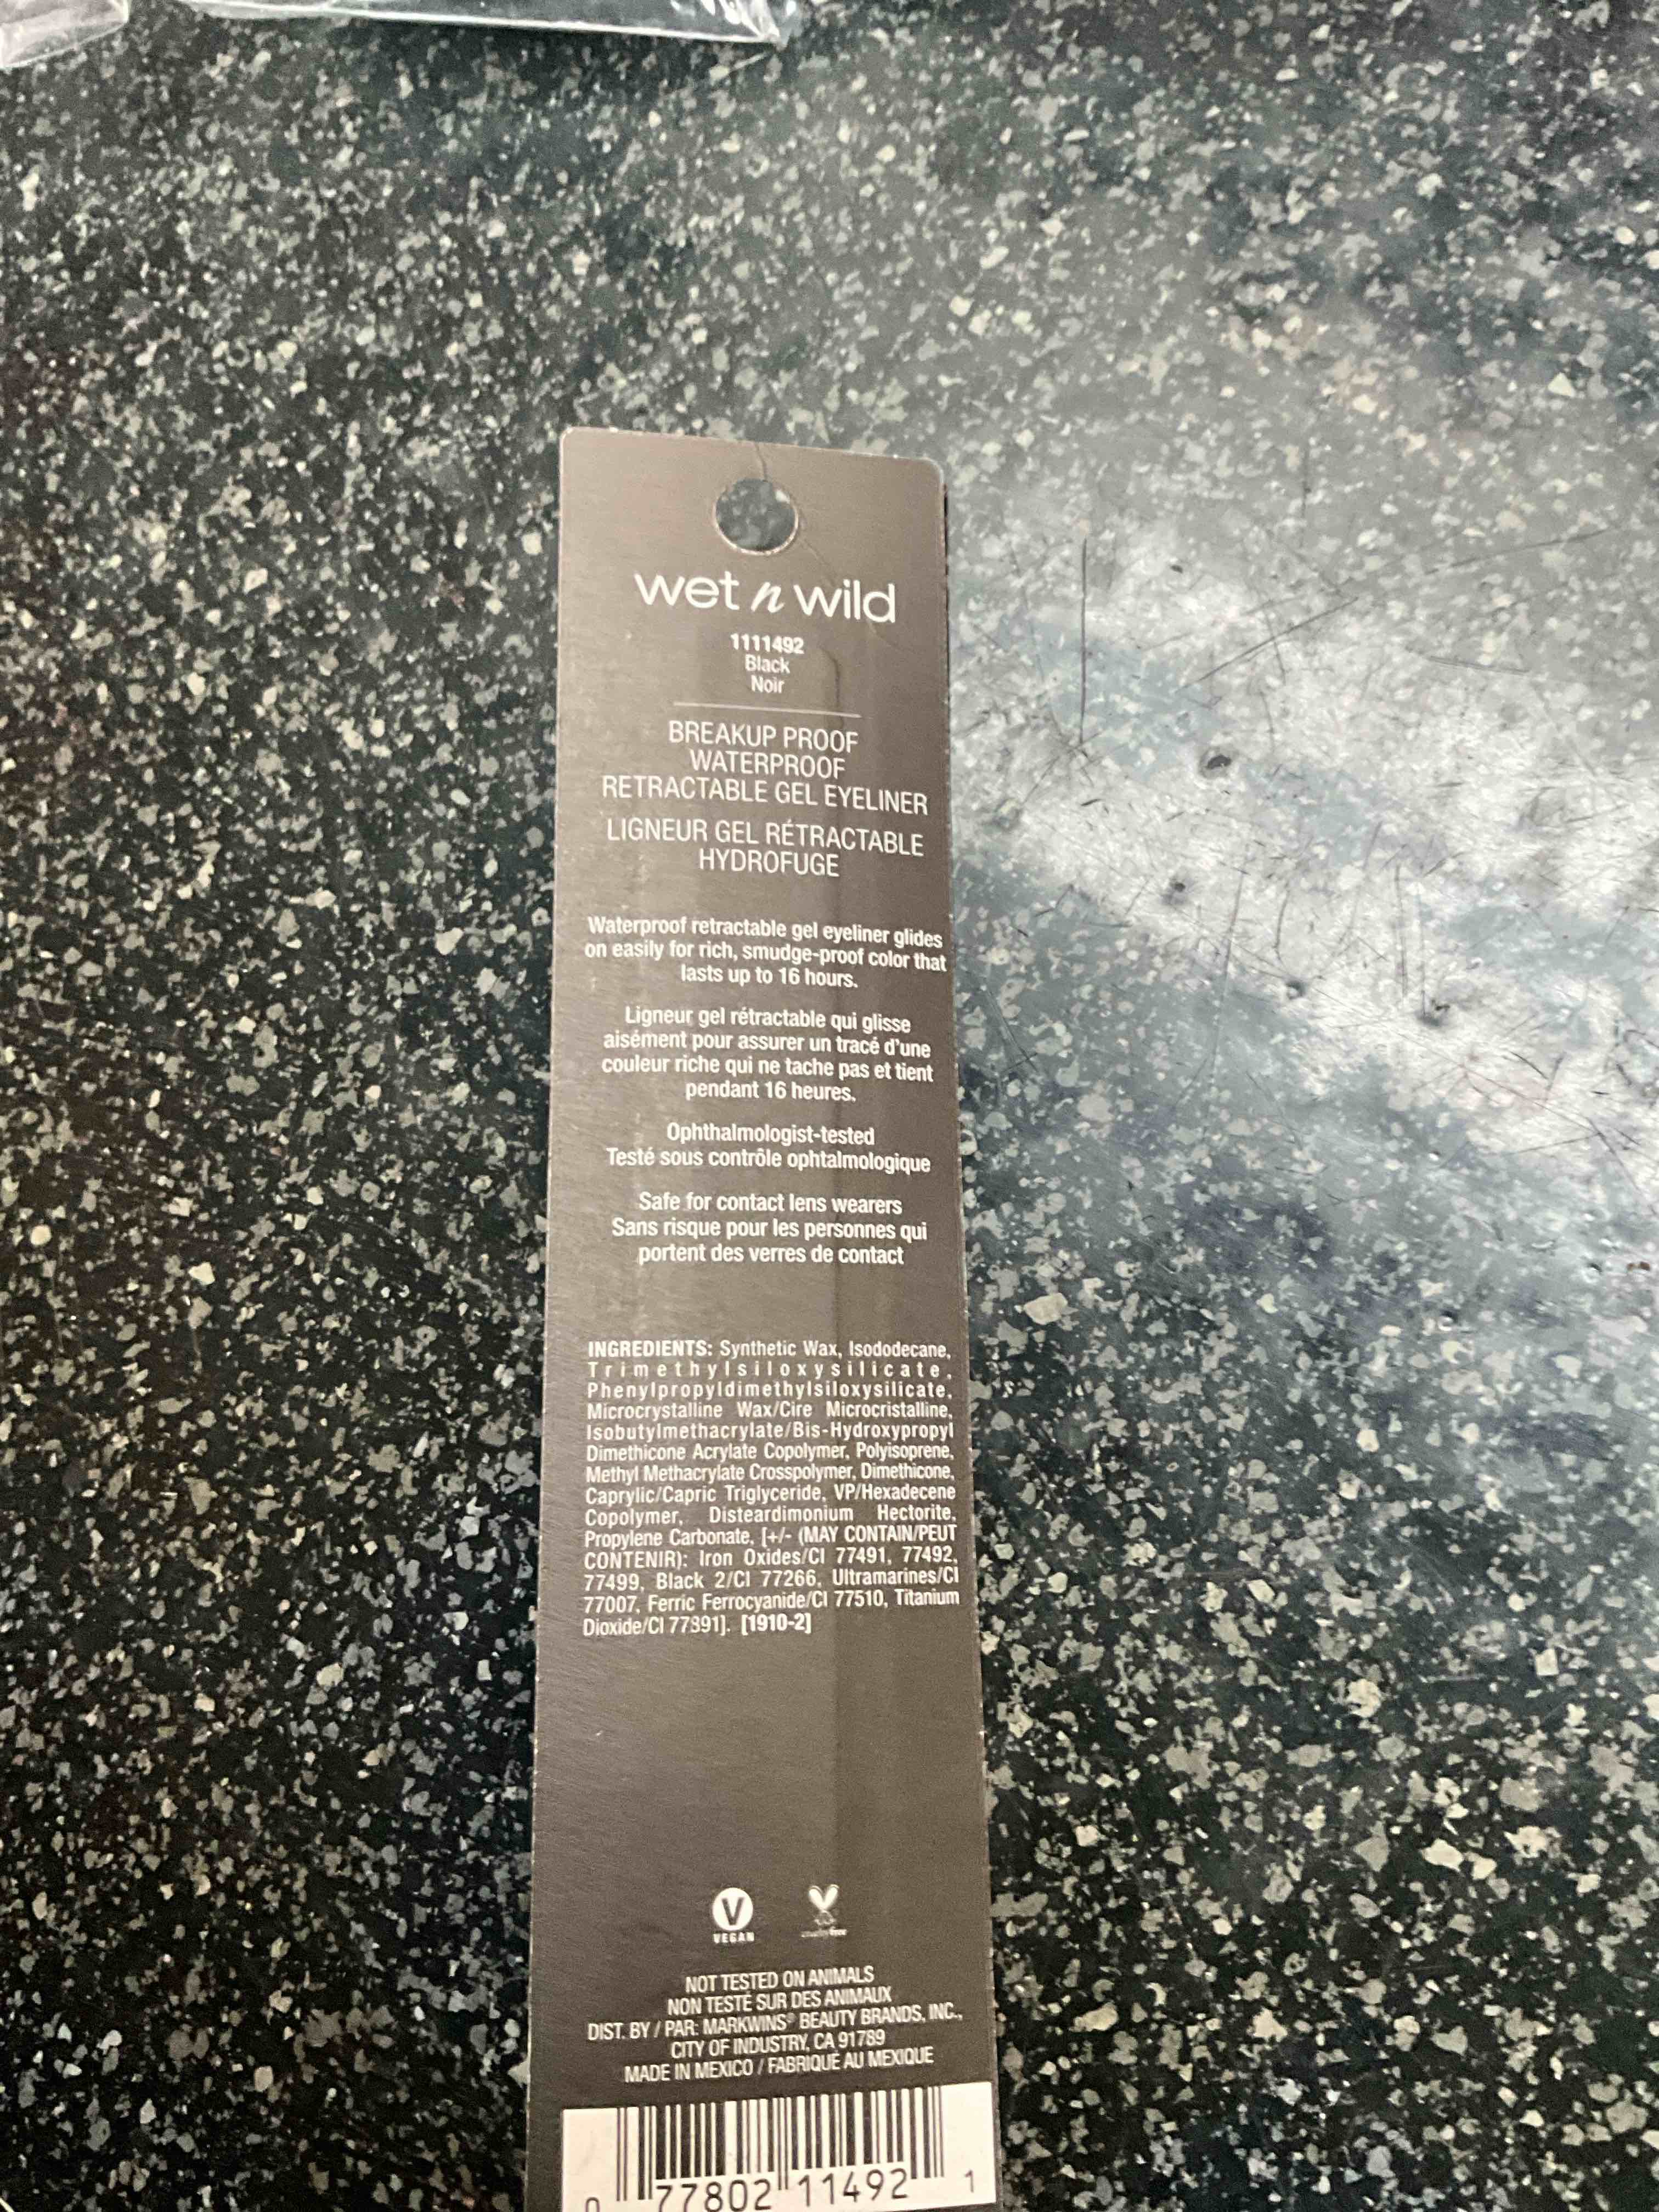 wet n wild
1111492
Black
Noir
BREAKUP PROOF
WATERPROOF
RETRACTABLE GEL EYELINER
LIGNEUR GEL RÉTRACTABLE
HYDROFUGE
Waterproof retractable gel eyeliner glides
on easily for rich, smudge-proof color that
lasts up to 16 hours.
Ligneur gel rétractable qui glisse
aisément pour assurer un tracé d'une
couleur riche qui ne tache pas et tient
pendant 16 heures.
Ophthalmologist-tested
Testé sous contrôle ophtalmologique
Safe for contact lens wearers
Sans risque pour les personnes qui
portent des verres de contact
INGREDIENTS: Synthetic Wax, Isododecane,
Trimethylsiloxysilicate,
Phenylpropyldimethylsiloxysilicate,
Microcrystalline Wax/Cire Microcristalline,
Isobutylmethacrylate/Bis-Hydroxypropyl
Dimethicone Acrylate Copolymer, Polyisoprene,
Methyl Methacrylate Crosspolymer, Dimethicone,
Caprylic/Capric Triglyceride, VP/Hexadecene
Copolymer, Disteardimonium Hectorite,
Propylene Carbonate, [+/- (MAY CONTAIN/PEUT
CONTENIR): Iron Oxides/CI 77491, 77492,
77499, Black 2/CI 77266, Ultramarines/CI
77007, Ferric Ferrocyanide/CI 77510, Titanium
Dioxide/CI 77891]. [1910-2]
V
VEGAN
cruelty free
NOT TESTED ON ANIMALS
NON TESTÉ SUR DES ANIMAUX
DIST. BY / PAR: MARKWINS® BEAUTY BRANDS, INC.,
CITY OF INDUSTRY, CA 91789
MADE IN MEXICO / FABRIQUÉ AU MEXIQUE
0 77802 11492 1